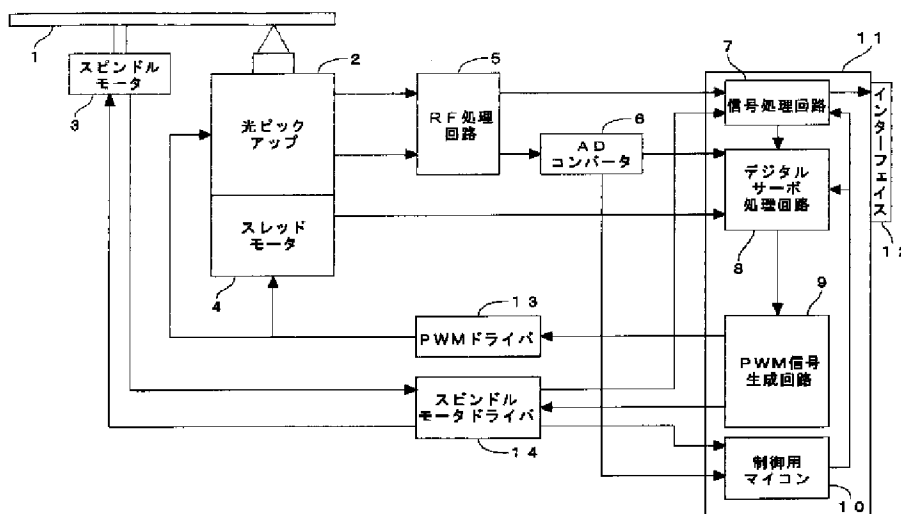 1
スピンドル
モータ
3
2
光ピック
アップ
スレッド
モータ
4
5
RF処理
回路
6
AD
コンバータ
11
7
信号処理回路
デジタル
サーボ
処理回路
8
インターフェイス
12
9
PWM信号
生成回路
13
PWMドライバ
スピンドル
モータドライバ
14
制御用
マイコン
10